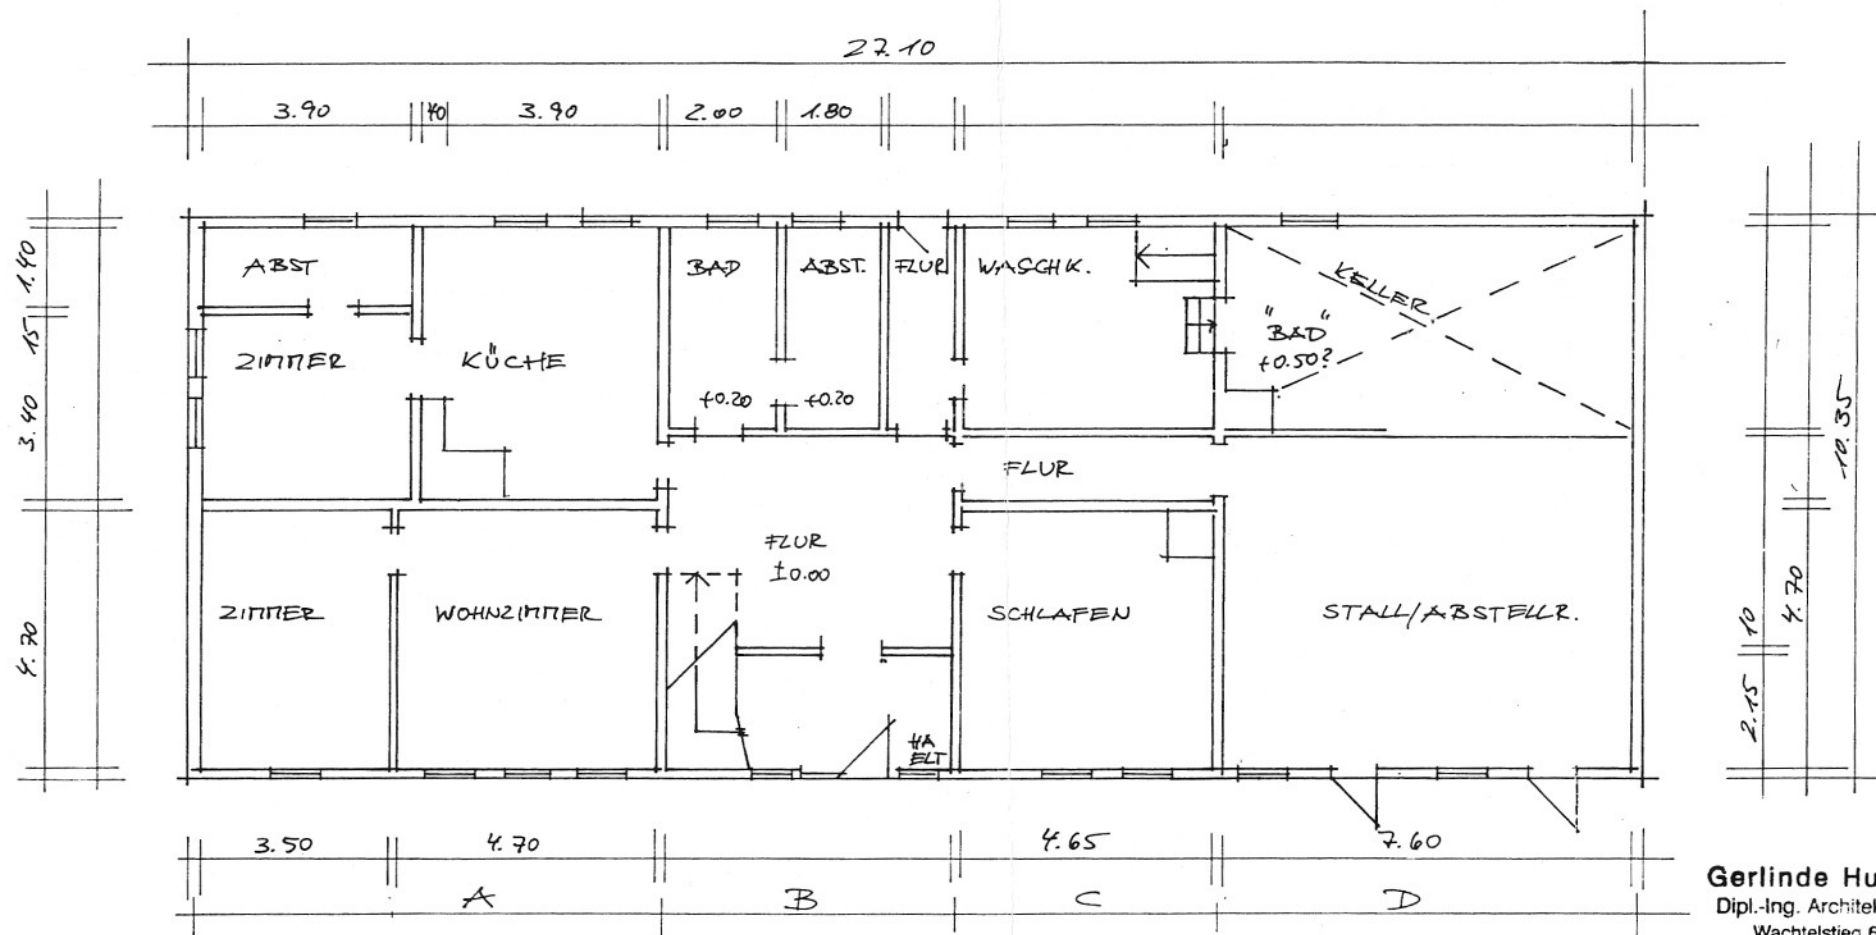 27.10
3.90 40 3.90 2.00 1.80
1.40
15
3.40
4.70
ABST
BAD
ABST.
FLUR
WASCHK.
KELLER
"BAD"
+0.50?
ZIMMER
KÜCHE
+0.20
+0.20
FLUR
FLUR
±0.00
ZIMMER
WOHNZIMMER
SCHLAFEN
STALL/ABSTELLR.
HA
ELT
10.35
4.70
10
2.15
3.50 4.70 4.65 7.60
A B C D
Gerlinde Hu
Dipl.-Ing. Archite
Wachtelstieg